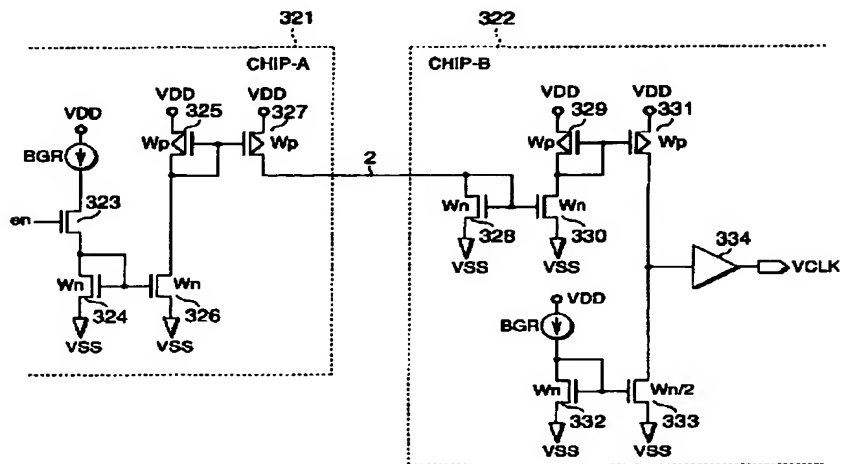 321
322
CHIP-A
CHIP-B
VDD
VDD
VDD
VDD
VDD
325
327
329
331
Wp
Wp
Wp
Wp
BGR
2
323
en
Wn
Wn
Wn
Wn
324
326
328
330
VSS
VSS
VSS
VSS
334
VCLK
VDD
BGR
Wn
Wn/2
332
333
VSS
VSS